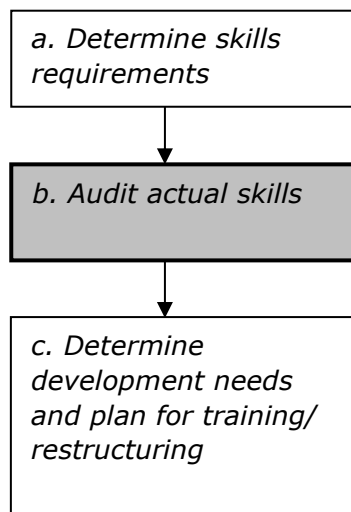 a. Determine skills
requirements
b. Audit actual skills
c. Determine
development needs
and plan for training/
restructuring